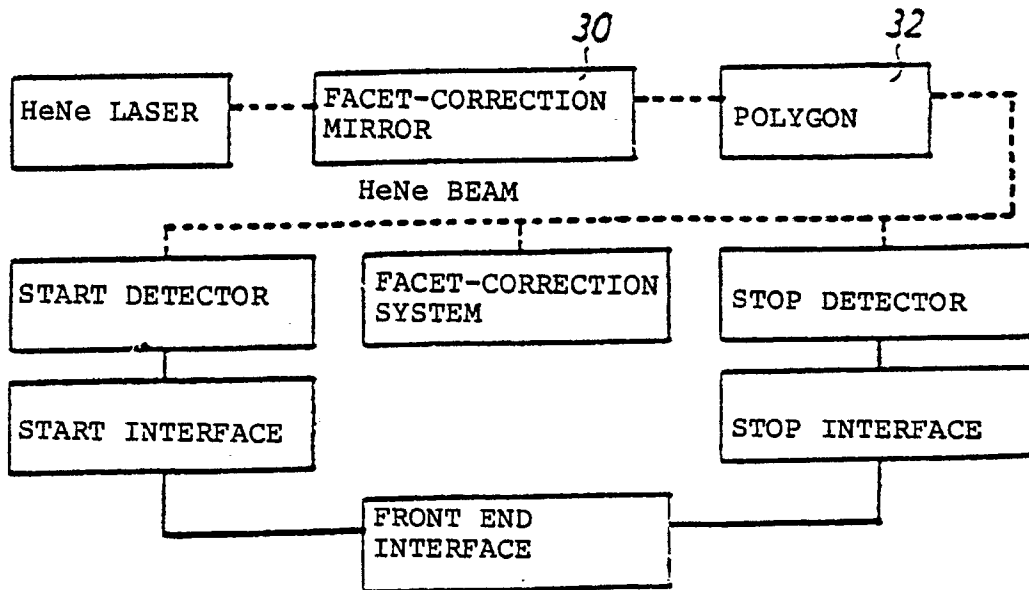 30
32
HeNe LASER
FACET-CORRECTION
MIRROR
POLYGON
HeNe BEAM
START DETECTOR
FACET-CORRECTION
SYSTEM
STOP DETECTOR
START INTERFACE
STOP INTERFACE
FRONT END
INTERFACE